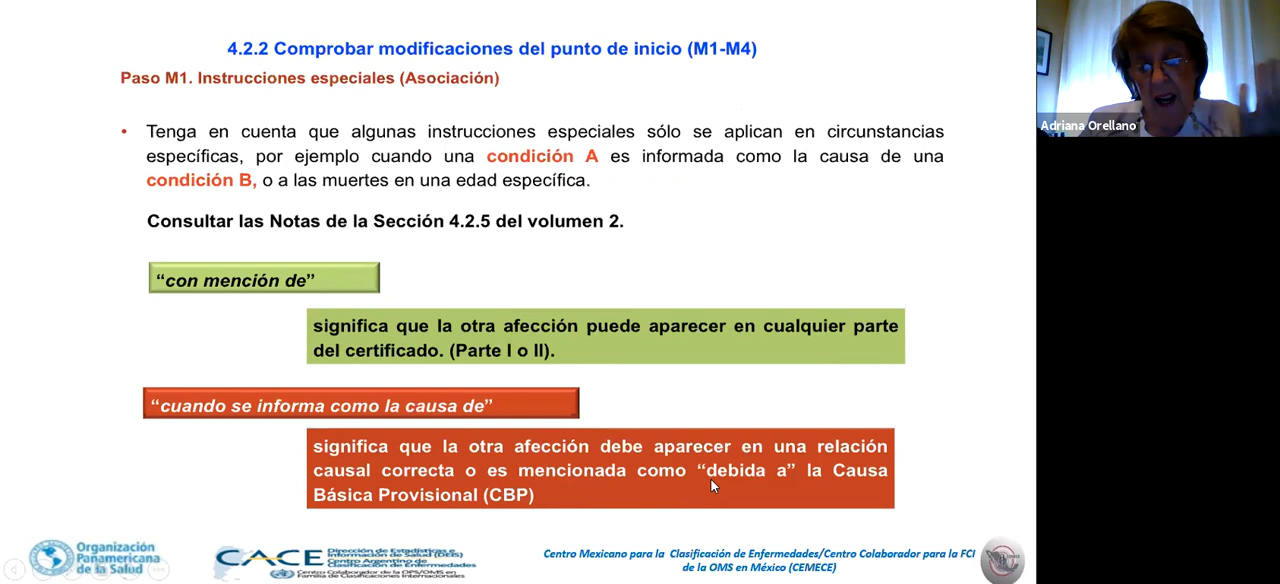 4.2.2 Comprobar modificaciones del punto de inicio (M1-M4)
Paso M1. Instrucciones especiales (Asociación)
Adriana Orellano
• Tenga en cuenta que algunas instrucciones especiales sólo se aplican en circunstancias
específicas, por ejemplo cuando una condición A es informada como la causa de una
condición B, o a las muertes en una edad específica.
Consultar las Notas de la Sección 4.2.5 del volumen 2.
“con mención de”
significa que la otra afección puede aparecer en cualquier parte
del certificado. (Parte I o II).
“cuando se informa como la causa de”
significa que la otra afección debe aparecer en una relación
causal correcta o es mencionada como “debida a” la Causa
Básica Provisional (CBP)
Organización
Panamericana
de la Salud
CACE
Dirección de Estadísticas e
Información de Salud (DEIS)
Centro Argentino de
Clasificación de Enfermedades
Centro Colaborador de la OPS/OMS en
Familia de Clasificaciones Internacionales
Centro Mexicano para la Clasificación de Enfermedades/Centro Colaborador para la FCI
de la OMS en México (CEMECE)